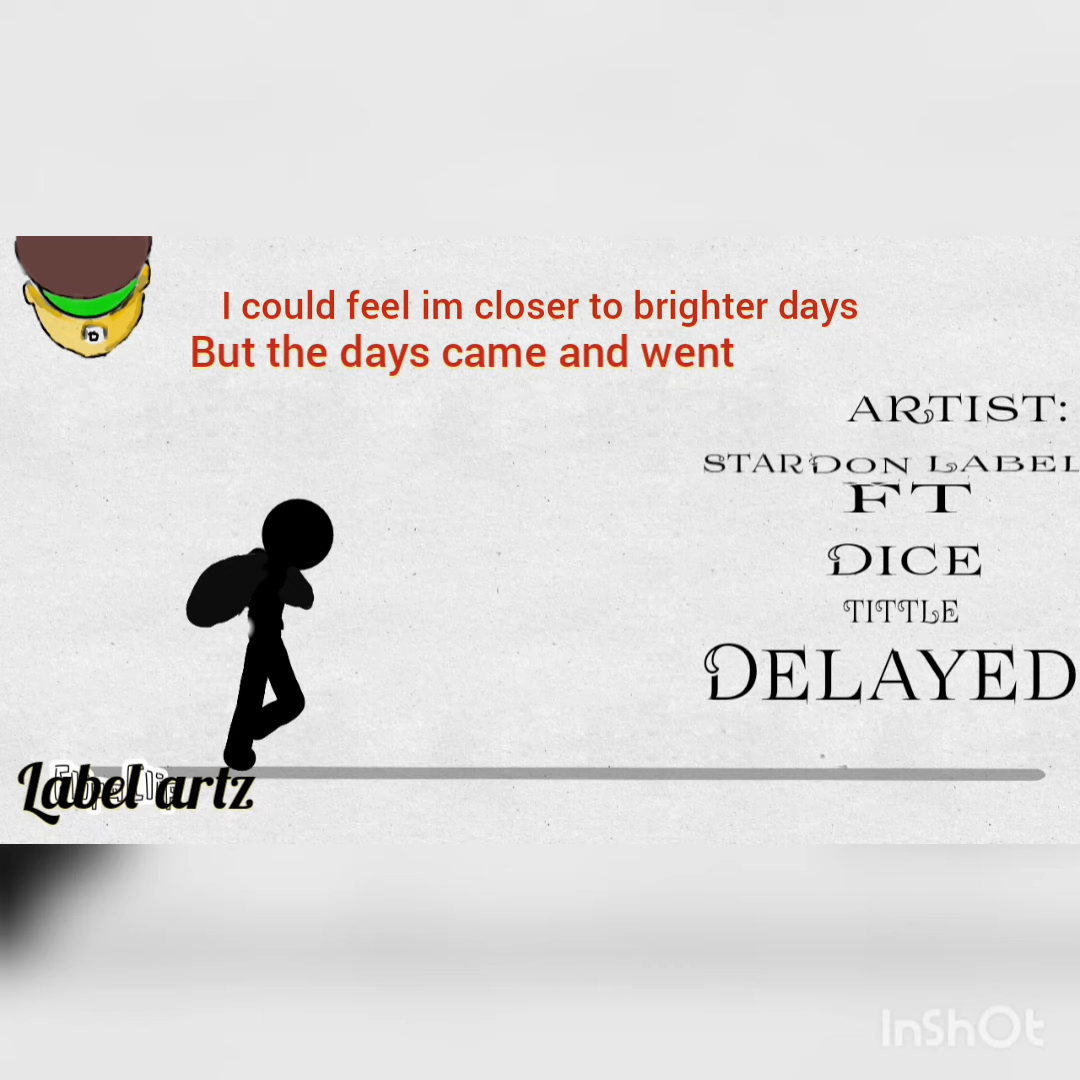 I could feel im closer to brighter days
But the days came and went
ARTIST:
STARDON LABEL
FT
DICE
TITTLE
DELAYED
Label artz
InShOt